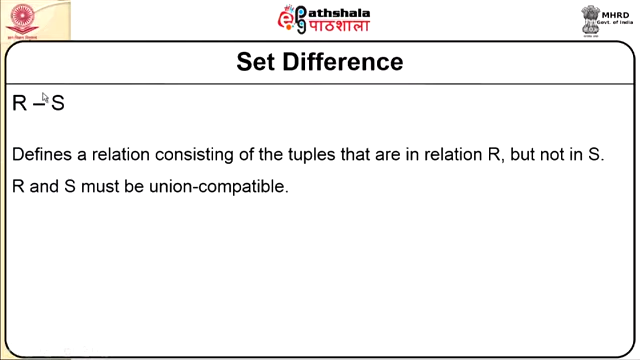 ePathshala
पाठशाला
MHRD
Govt. of India
Set Difference
R – S
Defines a relation consisting of the tuples that are in relation R, but not in S.
R and S must be union-compatible.